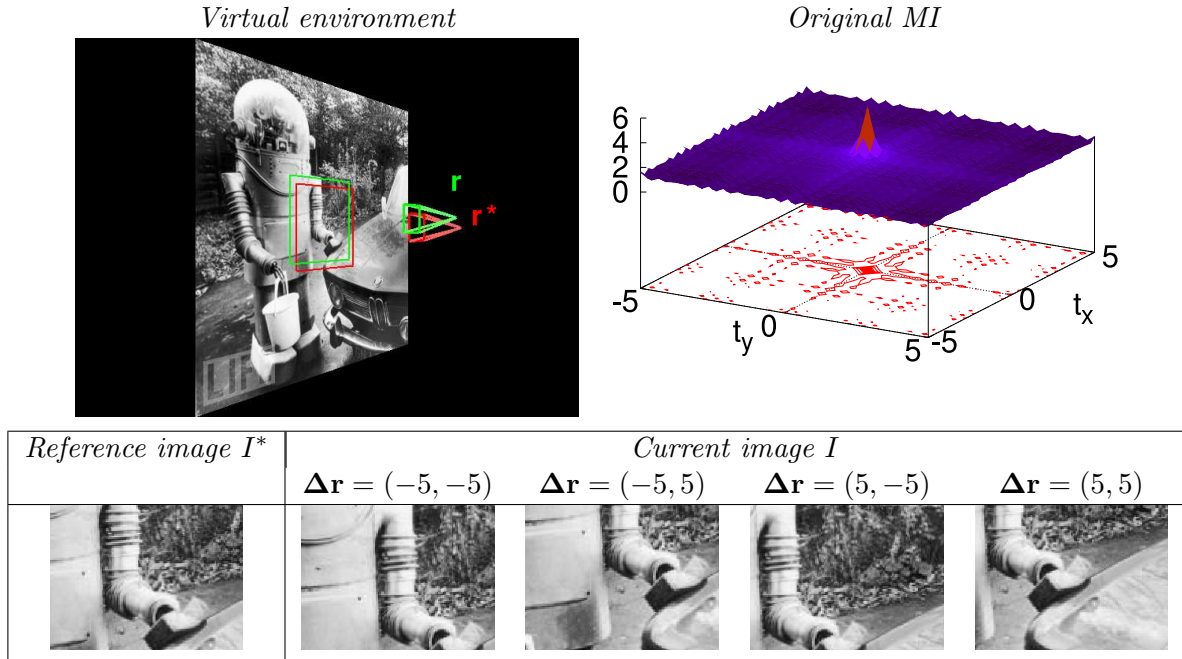 Virtual environment
Original MI
r
r*
LIFE
6
4
2
0
-5
0
5
t_y
-5
0
5
t_x
Reference image I*
Current image I
Δr = (−5, −5)
Δr = (−5, 5)
Δr = (5, −5)
Δr = (5, 5)